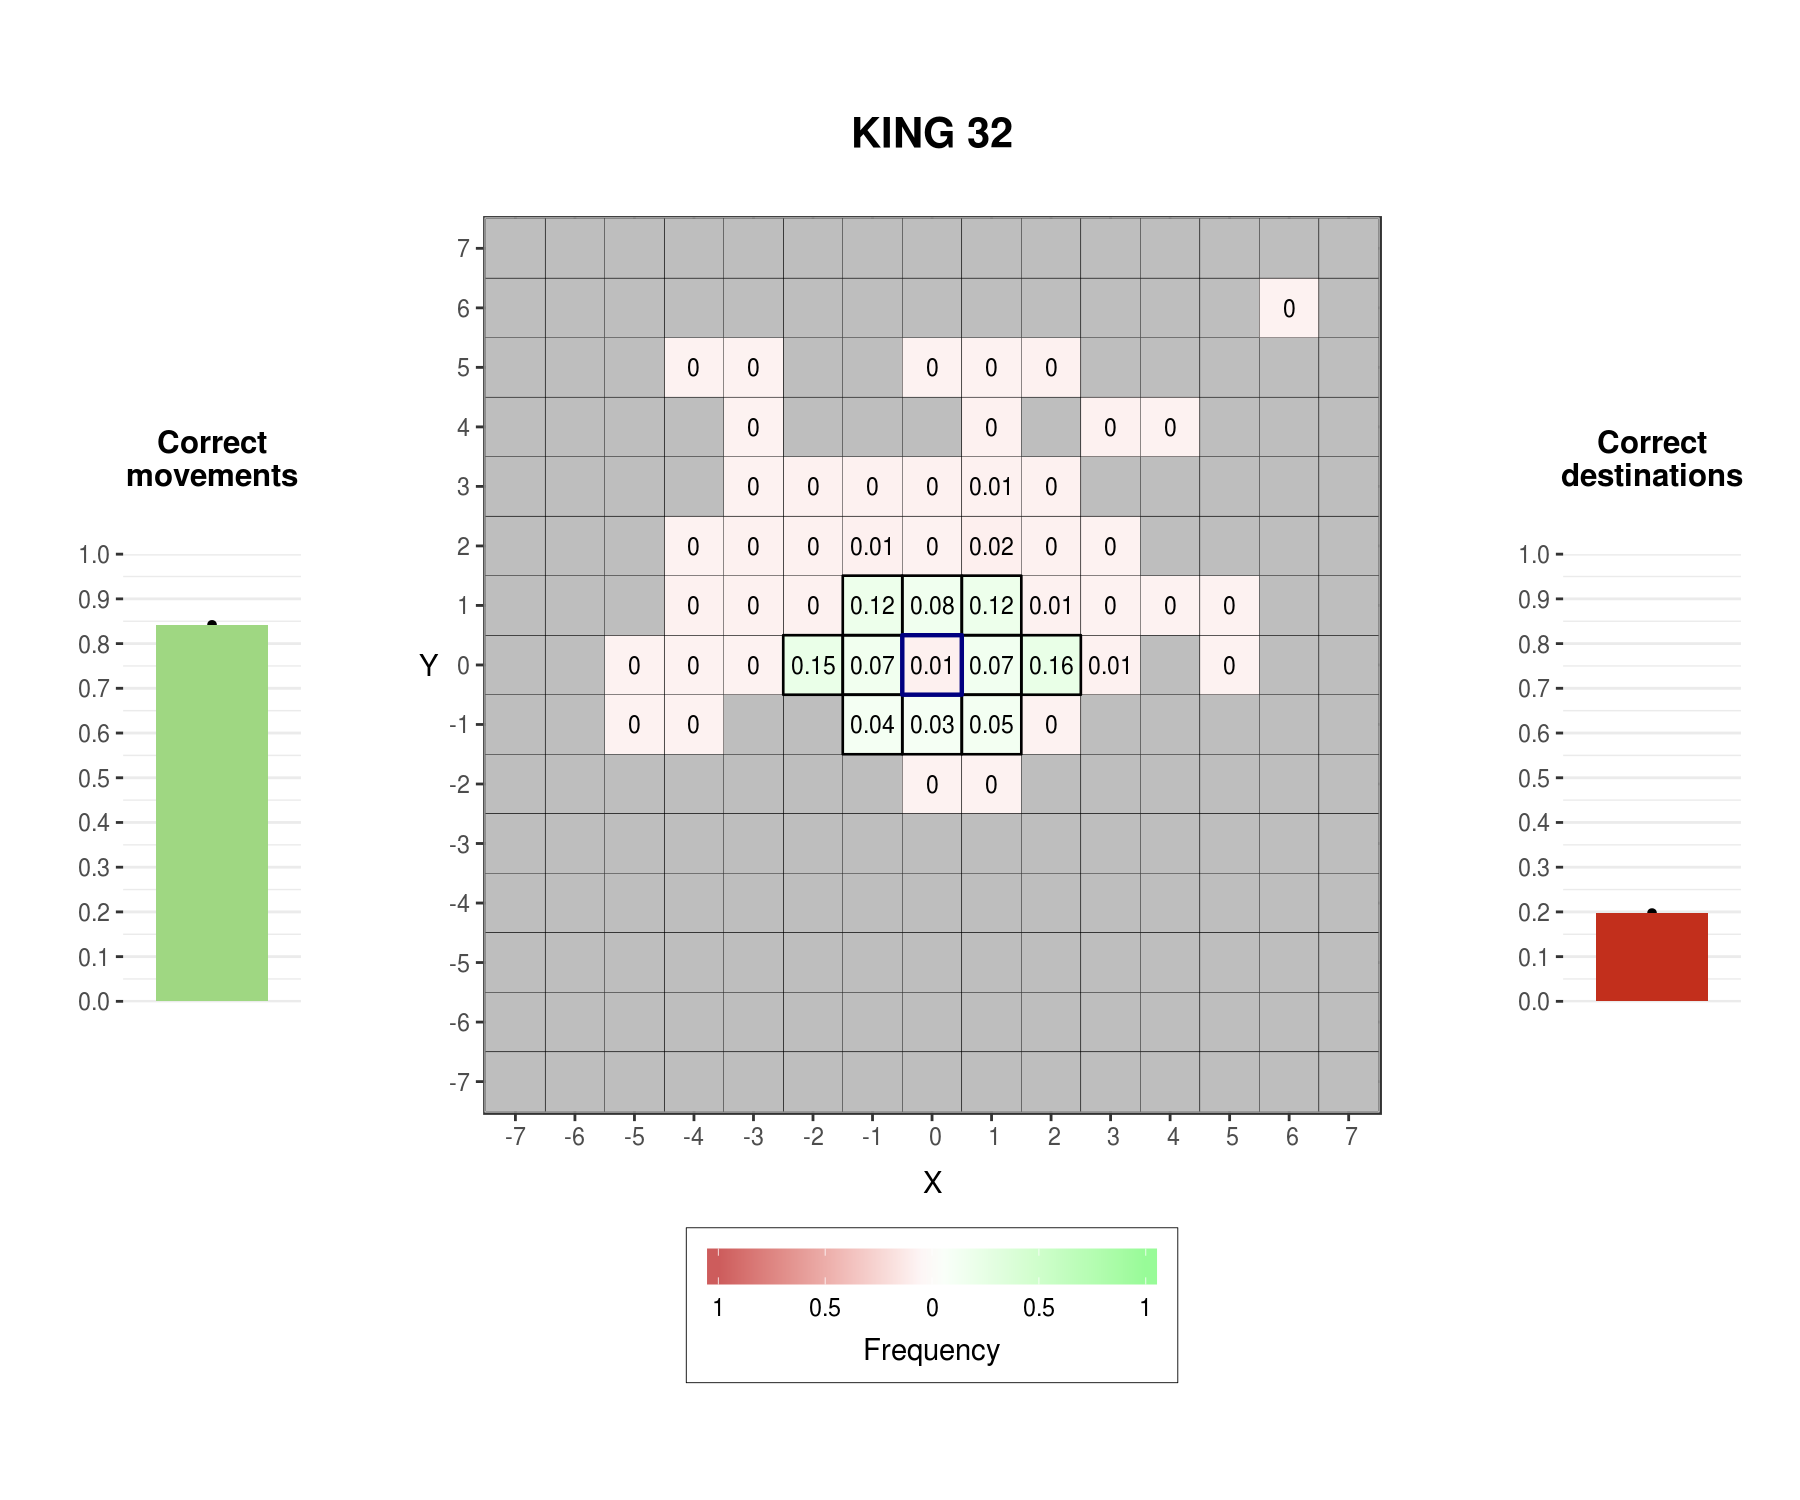 KING 32
Correct
movements
1.0
0.9
0.8
0.7
0.6
0.5
0.4
0.3
0.2
0.1
0.0
Y
7
6 0
5 0 0 0 0 0
4 0 0 0 0
3 0 0 0 0 0.01 0
2 0 0 0 0.01 0 0.02 0 0
1 0 0 0 0.12 0.08 0.12 0.01 0 0 0
0 0 0 0 0.15 0.07 0.01 0.07 0.16 0.01 0
-1 0 0 0.04 0.03 0.05 0
-2 0 0
-3
-4
-5
-6
-7
-7 -6 -5 -4 -3 -2 -1 0 1 2 3 4 5 6 7
X
1 0.5 0 0.5 1
Frequency
Correct
destinations
1.0
0.9
0.8
0.7
0.6
0.5
0.4
0.3
0.2
0.1
0.0